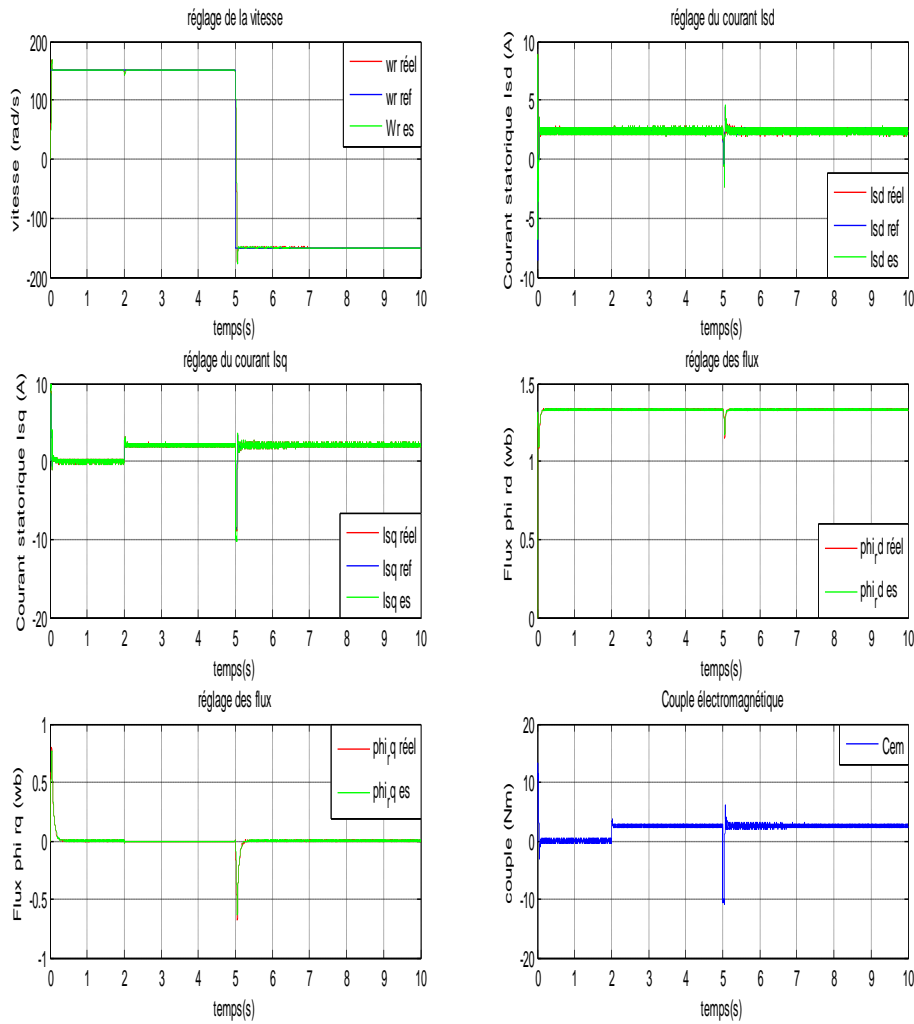 réglage de la vitesse
vitesse (rad/s)
200
100
0
-100
-200
0 1 2 3 4 5 6 7 8 9 10
temps(s)
wr réel
wr ref
Wr es
réglage du courant Isd
Courant statorique Isd (A)
10
5
0
-5
-10
0 1 2 3 4 5 6 7 8 9 10
temps(s)
Isd réel
Isd ref
Isd es
réglage du courant Isq
Courant statorique Isq (A)
10
0
-10
-20
0 1 2 3 4 5 6 7 8 9 10
temps(s)
Isq réel
Isq ref
Isq es
réglage des flux
Flux phi rd (wb)
1.5
1
0.5
0
0 1 2 3 4 5 6 7 8 9 10
temps(s)
phi_rd réel
phi_rd es
réglage des flux
Flux phi rq (wb)
1
0.5
0
-0.5
-1
0 1 2 3 4 5 6 7 8 9 10
temps(s)
phi_rq réel
phi_rq es
Couple électromagnétique
couple (Nm)
20
10
0
-10
-20
0 1 2 3 4 5 6 7 8 9 10
temps(s)
Cem